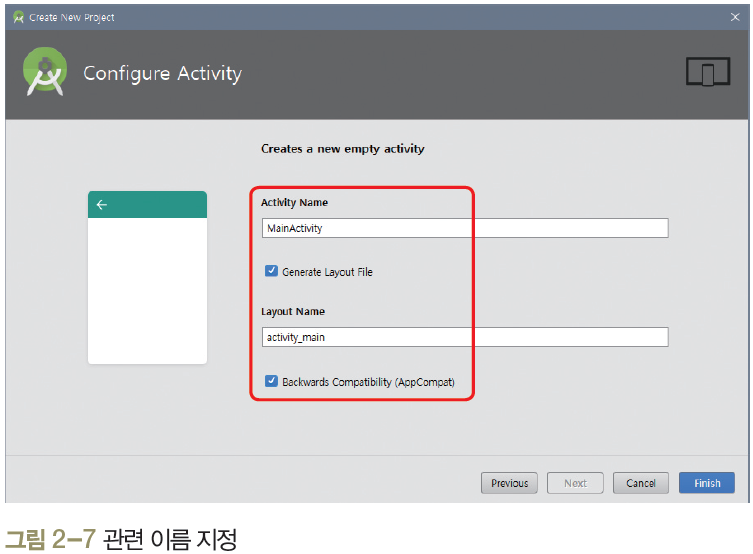 Create New Project
Configure Activity
Creates a new empty activity
Activity Name
MainActivity
Generate Layout File
Layout Name
activity_main
Backwards Compatibility (AppCompat)
Previous
Next
Cancel
Finish
그림 2-7 관련 이름 지정